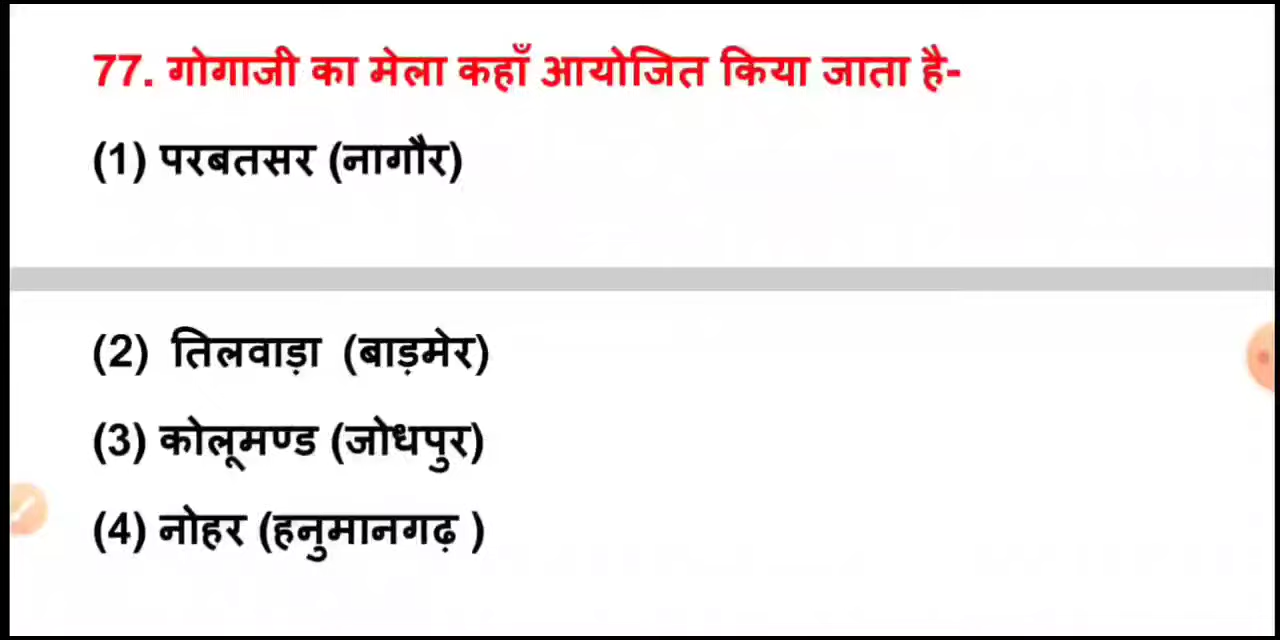 77. गोगाजी का मेला कहाँ आयोजित किया जाता है-
(1) परबतसर (नागौर)
(2) तिलवाड़ा (बाड़मेर)
(3) कोलूमण्ड (जोधपुर)
(4) नोहर (हनुमानगढ़ )